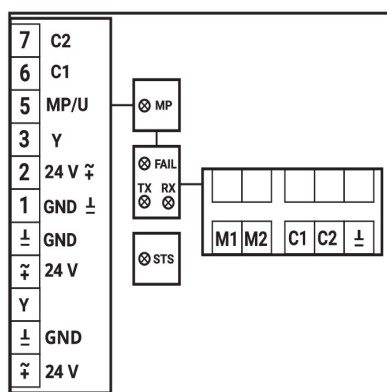 7 C2
6 C1
5 MP/U
3 Y
2 24 V ≂
1 GND ⊥
⊥ GND
≂ 24 V
Y
⊥ GND
≂ 24 V
MP
FAIL
TX RX
STS
M1 M2 C1 C2 ⊥